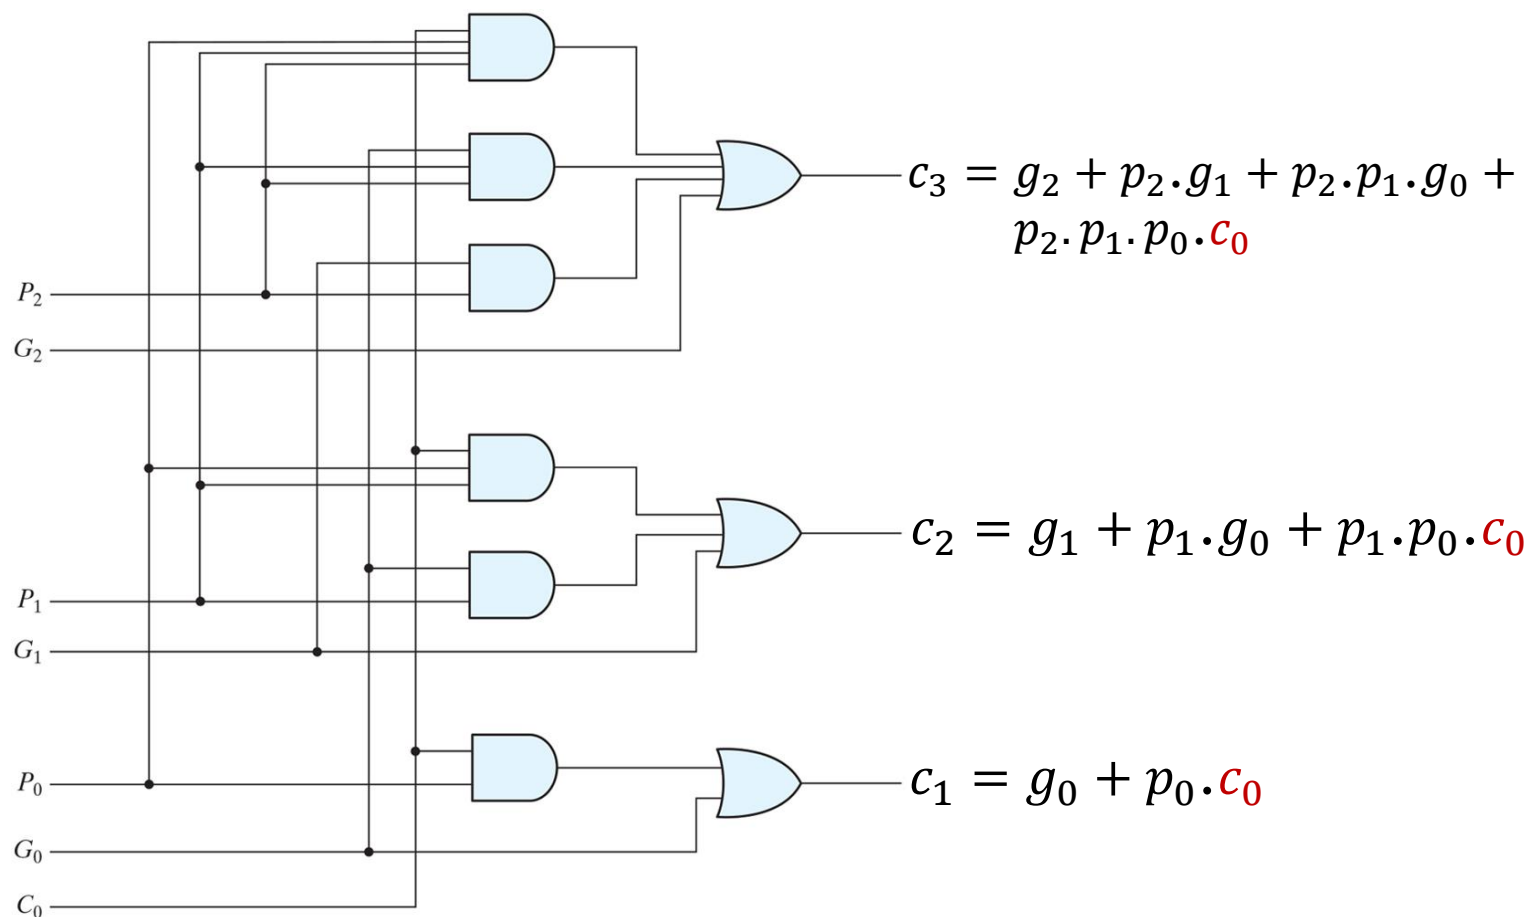 c₃ = g₂ + p₂.g₁ + p₂.p₁.g₀ +
p₂.p₁.p₀.c₀
P₂
G₂
c₂ = g₁ + p₁.g₀ + p₁.p₀.c₀
P₁
G₁
P₀
c₁ = g₀ + p₀.c₀
G₀
C₀